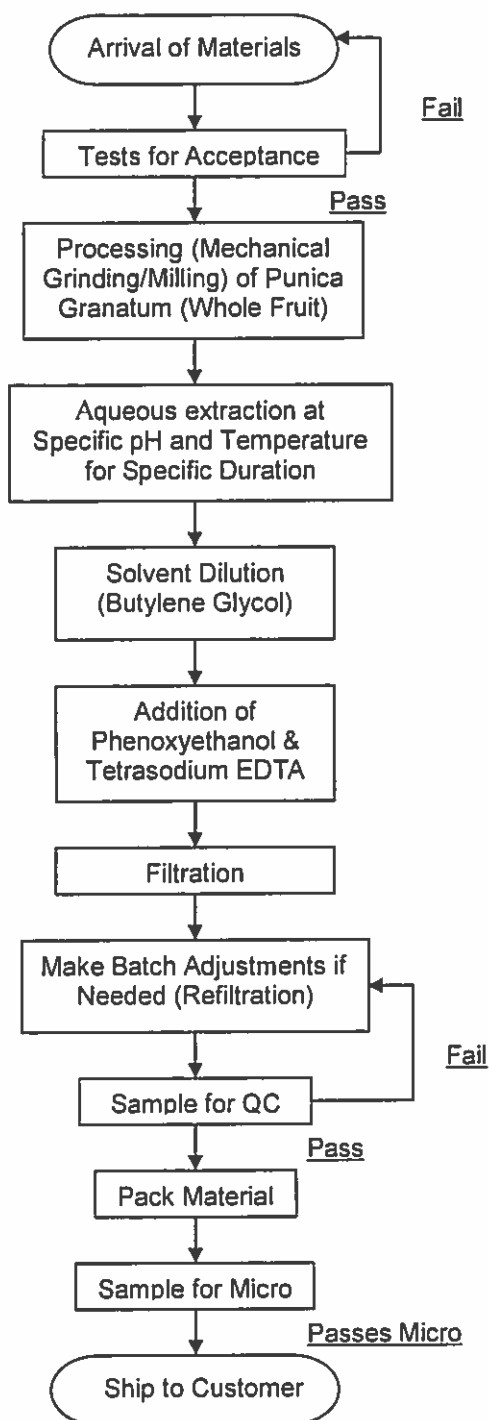 Arrival of Materials
Fail
Tests for Acceptance
Pass
Processing (Mechanical
Grinding/Milling) of Punica
Granatum (Whole Fruit)
Aqueous extraction at
Specific pH and Temperature
for Specific Duration
Solvent Dilution
(Butylene Glycol)
Addition of
Phenoxyethanol &
Tetrasodium EDTA
Filtration
Make Batch Adjustments if
Needed (Refiltration)
Fail
Sample for QC
Pass
Pack Material
Sample for Micro
Passes Micro
Ship to Customer